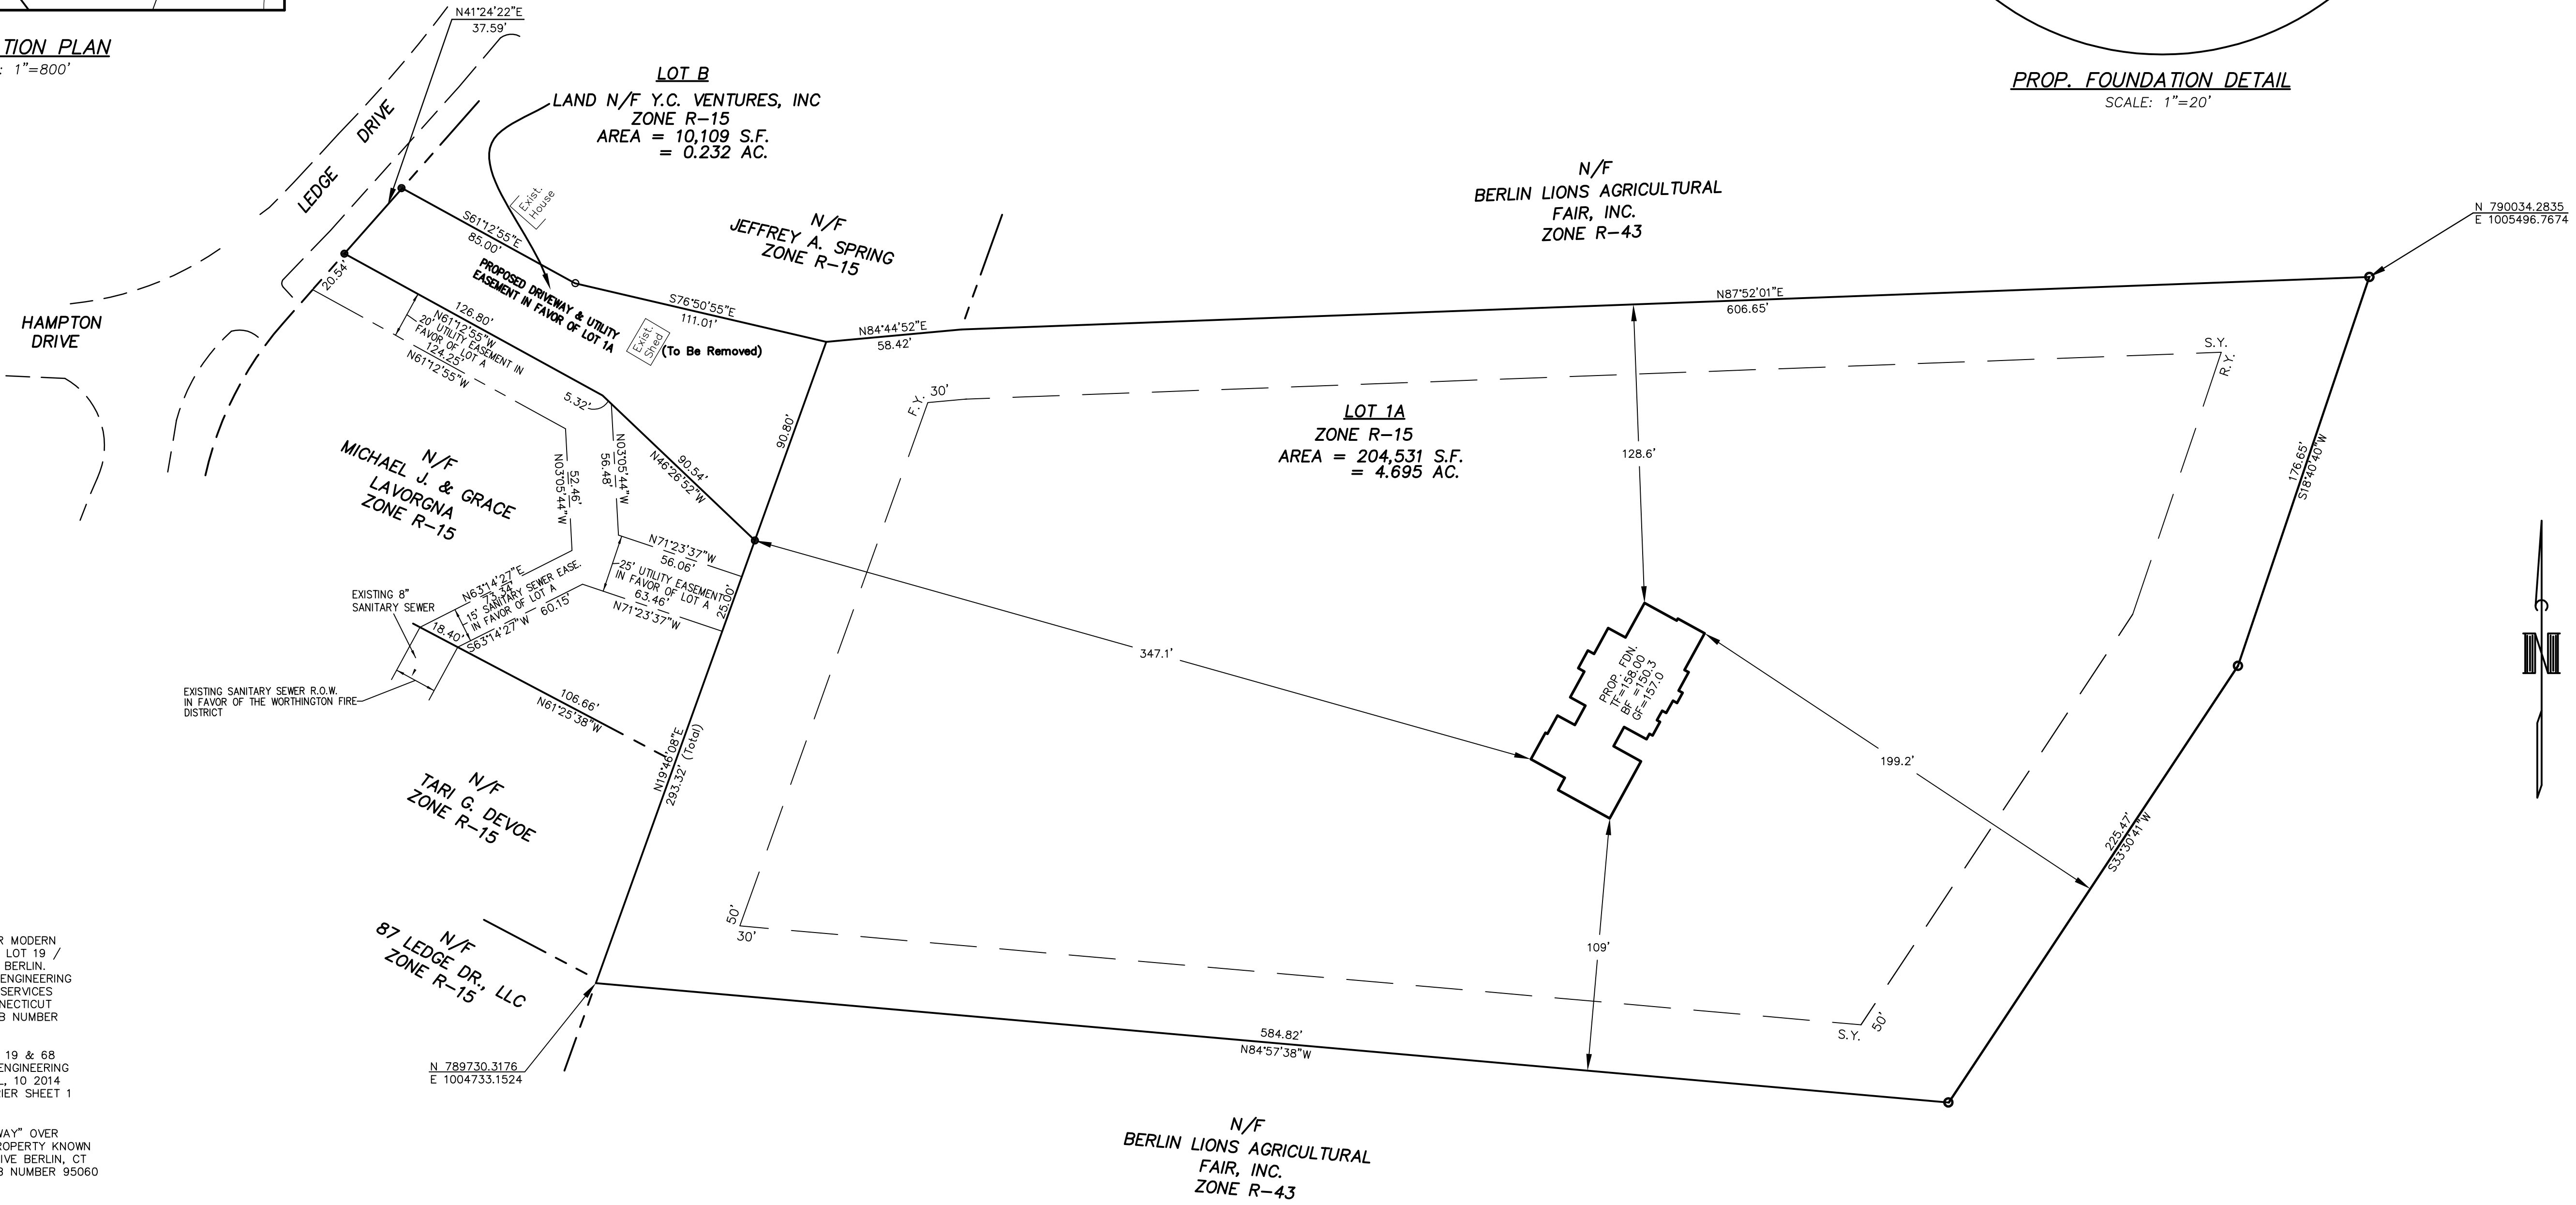 TION PLAN
: 1"=800'
N41°24'22"E
37.59'
LEDGE DRIVE
HAMPTON
DRIVE
LOT B
LAND N/F Y.C. VENTURES, INC
ZONE R-15
AREA = 10,109 S.F.
= 0.232 AC.
Exist.
House
S61°12'55"E
85.00'
PROPOSED DRIVEWAY & UTILITY
EASEMENT IN FAVOR OF LOT 1A
Exist.
Shed
(To Be Removed)
N/F
JEFFREY A. SPRING
ZONE R-15
S76°50'55"E
111.01'
N84°44'52"E
58.42'
N/F
BERLIN LIONS AGRICULTURAL
FAIR, INC.
ZONE R-43
N87°52'01"E
606.65'
PROP. FOUNDATION DETAIL
SCALE: 1"=20'
N 790034.2835
E 1005496.7674
20.54'
126.80'
N61°12'55"W
20' UTILITY EASEMENT IN
FAVOR OF LOT A
124.25'
N61°12'55"W
5.32'
90.80'
90.54'
N46°26'52"W
N03°05'44"W
56.48'
52.46'
N03°05'44"W
N/F
MICHAEL J. & GRACE
LAVORGNA
ZONE R-15
N71°23'37"W
56.06'
25' UTILITY EASEMENT
IN FAVOR OF LOT A
63.46'
N71°23'37"W
25.00'
N63°14'27"E
73.34'
15' SANITARY SEWER EASE.
IN FAVOR OF LOT A
60.15'
S63°14'27"W
18.40'
EXISTING 8"
SANITARY SEWER
EXISTING SANITARY SEWER R.O.W.
IN FAVOR OF THE WORTHINGTON FIRE
DISTRICT
106.66'
N61°25'38"W
N19°46'08"E
293.32' (Total)
N/F
TARI G. DEVOE
ZONE R-15
N/F
87 LEDGE DR., LLC
ZONE R-15
N 789730.3176
E 1004733.1524
F.Y. 30'
LOT 1A
ZONE R-15
AREA = 204,531 S.F.
= 4.695 AC.
128.6'
S.Y.
R.Y.
176.65'
S18°40'40"W
347.1'
PROP. FDN.
TF=158.00
BF =150.3
GF=157.0
199.2'
225.47'
S33°30'41"W
109'
50'
30'
S.Y.
50'
584.82'
N84°57'38"W
N/F
BERLIN LIONS AGRICULTURAL
FAIR, INC.
ZONE R-43
N
R MODERN
LOT 19 /
BERLIN.
ENGINEERING
SERVICES
NECTICUT
B NUMBER
19 & 68
ENGINEERING
L, 10 2014
RIER SHEET 1
WAY" OVER
ROPERTY KNOWN
IVE BERLIN, CT
B NUMBER 95060